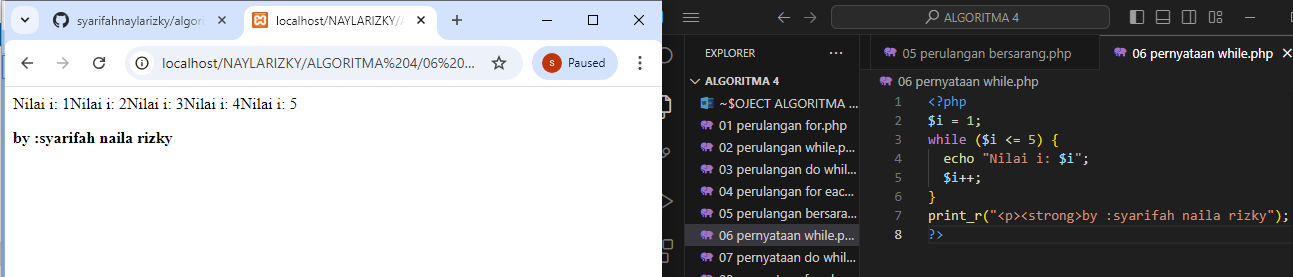 syarifahnaylarizky/algori
localhost/NAYLARIZKY/A
localhost/NAYLARIZKY/ALGORITMA%204/06%20...
S
Paused
Nilai i: 1Nilai i: 2Nilai i: 3Nilai i: 4Nilai i: 5
by :syarifah naila rizky
ALGORITMA 4
EXPLORER
ALGORITMA 4
~$OJECT ALGORITMA ...
01 perulangan for.php
02 perulangan while.p...
03 perulangan do whil...
04 perulangan for eac...
05 perulangan bersara...
06 pernyataan while.p...
07 pernyataan do whil...
05 perulangan bersarang.php
06 pernyataan while.php
06 pernyataan while.php
1 <?php
2 $i = 1;
3 while ($i <= 5) {
4 echo "Nilai i: $i";
5 $i++;
6 }
7 print_r("<p><strong>by :syarifah naila rizky");
8 ?>